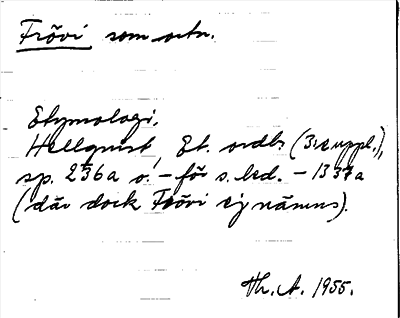 Frövi som ortn.
Etymologi,
Hellquist, Et. ordb. (3:e uppl.),
sp. 236a o. – för s. led. – 1337a
(där dock Frövi ej nämns).
Th. A. 1955.